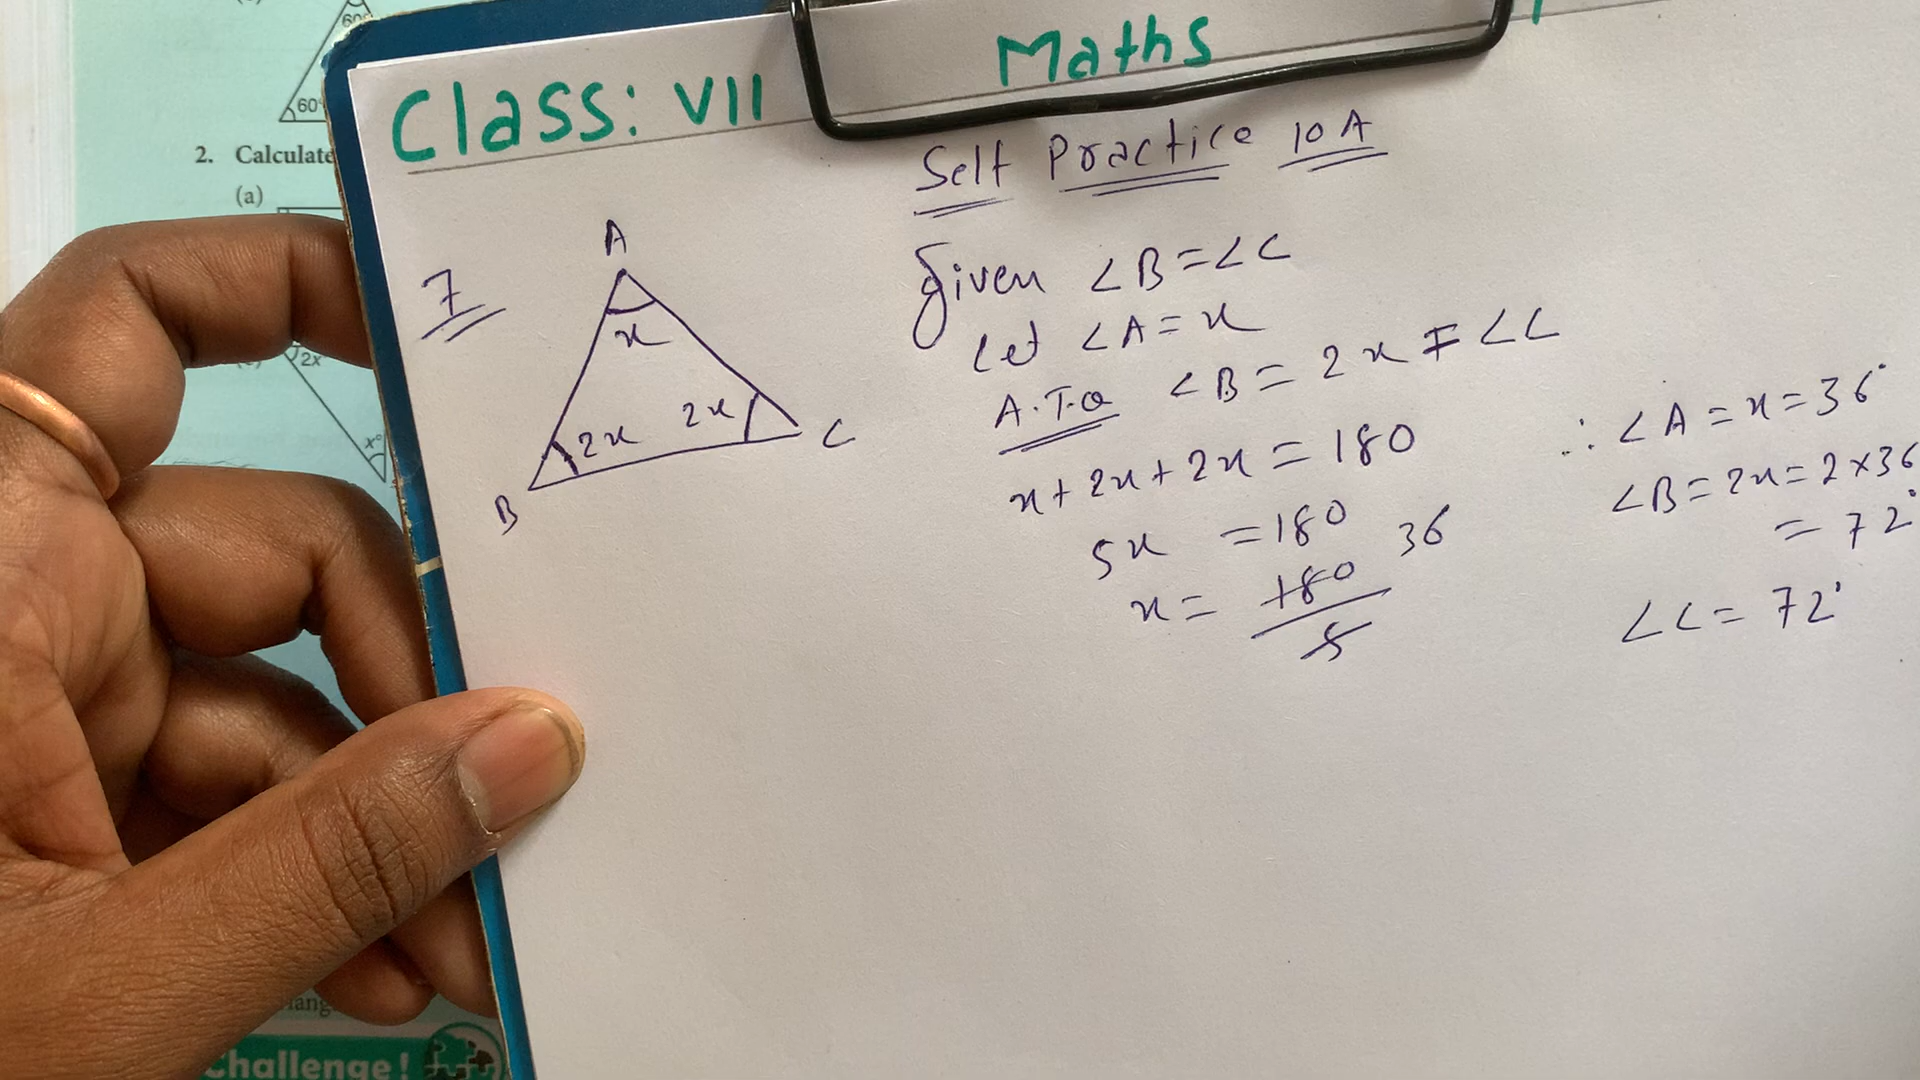 60°
60°
2. Calculate
(a)
2x
x°
Challenge!
Class: VII
Maths
Self Practice 10 A
7
A
x
2x
2x
B
C
Given ∠B = ∠C
Let ∠A = x
A.T.Q ∠B = 2x = ∠C
x + 2x + 2x = 180
5x = 180
x = 180/5 36
∴ ∠A = x = 36°
∠B = 2x = 2 × 36
= 72°
∠C = 72°